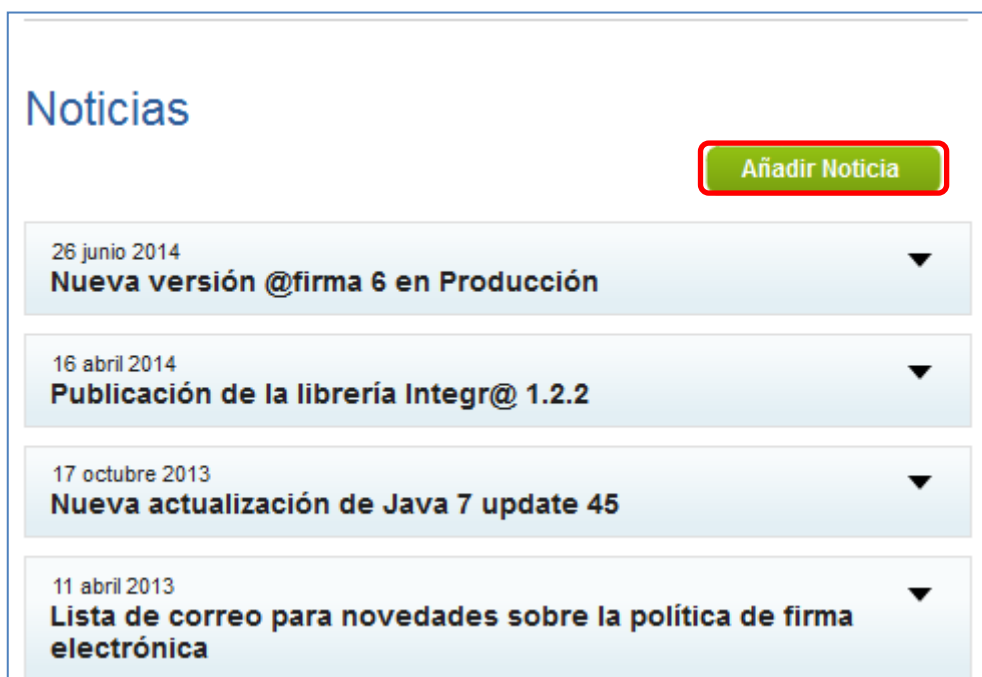 Noticias
Añadir Noticia
26 junio 2014
Nueva versión @firma 6 en Producción
16 abril 2014
Publicación de la librería Integr@ 1.2.2
17 octubre 2013
Nueva actualización de Java 7 update 45
11 abril 2013
Lista de correo para novedades sobre la política de firma
electrónica